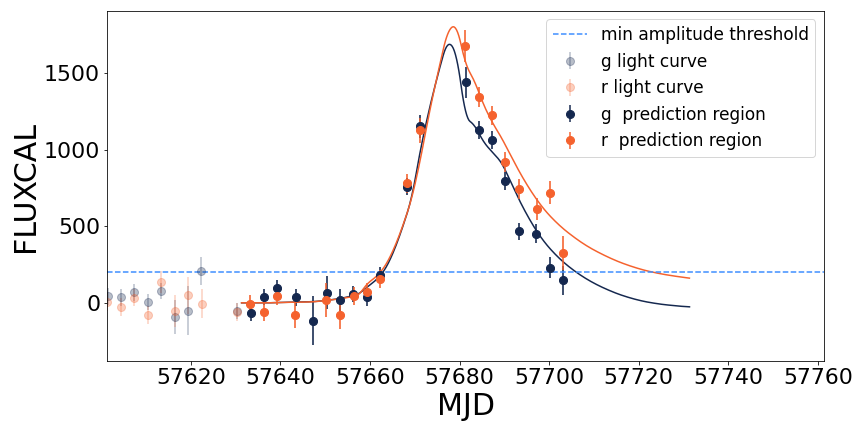 FLUXCAL
1500
1000
500
0
min amplitude threshold
g light curve
r light curve
g  prediction region
r  prediction region
57620 57640 57660 57680 57700 57720 57740 57760
MJD